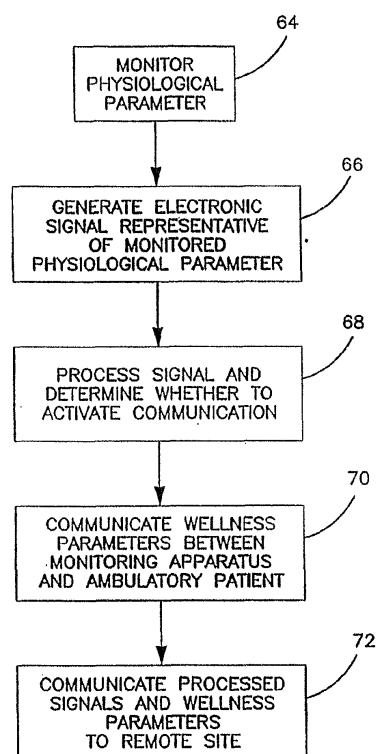 64
MONITOR
PHYSIOLOGICAL
PARAMETER
66
GENERATE ELECTRONIC
SIGNAL REPRESENTATIVE
OF MONITORED
PHYSIOLOGICAL PARAMETER
68
PROCESS SIGNAL AND
DETERMINE WHETHER TO
ACTIVATE COMMUNICATION
70
COMMUNICATE WELLNESS
PARAMETERS BETWEEN
MONITORING APPARATUS
AND AMBULATORY PATIENT
72
COMMUNICATE PROCESSED
SIGNALS AND WELLNESS
PARAMETERS
TO REMOTE SITE